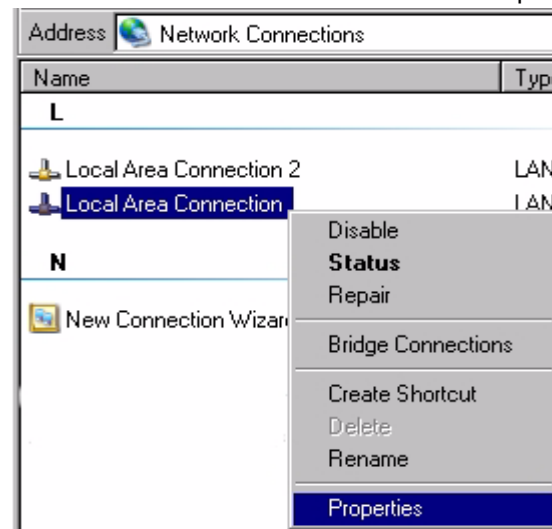 Address Network Connections
Name Typ
L
Local Area Connection 2 LAN
Local Area Connection LAN
Disable
N Status
Repair
New Connection Wizar
Bridge Connections
Create Shortcut
Delete
Rename
Properties